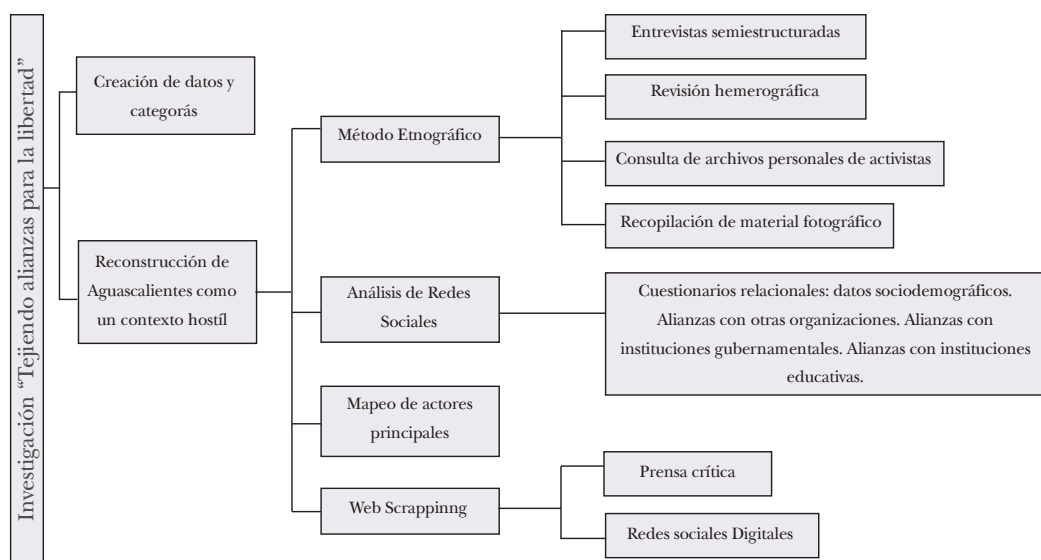 Investigación “Tejiendo alianzas para la libertad”
Creación de datos y
categorás
Reconstrucción de
Aguascalientes como
un contexto hostíl
Método Etnográfico
Entrevistas semiestructuradas
Revisión hemerográfica
Consulta de archivos personales de activistas
Recopilación de material fotográfico
Análisis de Redes
Sociales
Cuestionarios relacionales: datos sociodemográficos.
Alianzas con otras organizaciones. Alianzas con
instituciones gubernamentales. Alianzas con instituciones
educativas.
Mapeo de actores
principales
Web Scrappinng
Prensa crítica
Redes sociales Digitales